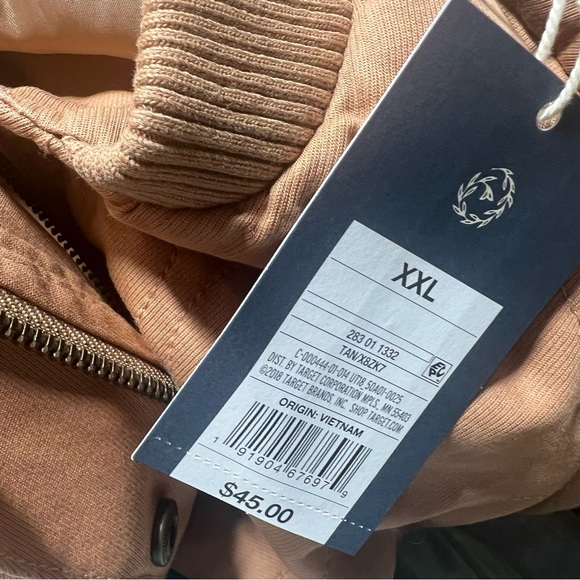 XXL
283 01 1332
TAN/X8ZK7
C-000444-01-014 UT18 50401-0025
DIST. BY TARGET CORPORATION MPLS, MN 55403
©2018 TARGET BRANDS, INC. SHOP TARGET.COM
ORIGIN: VIETNAM
1 91904 67697 9
$45.00